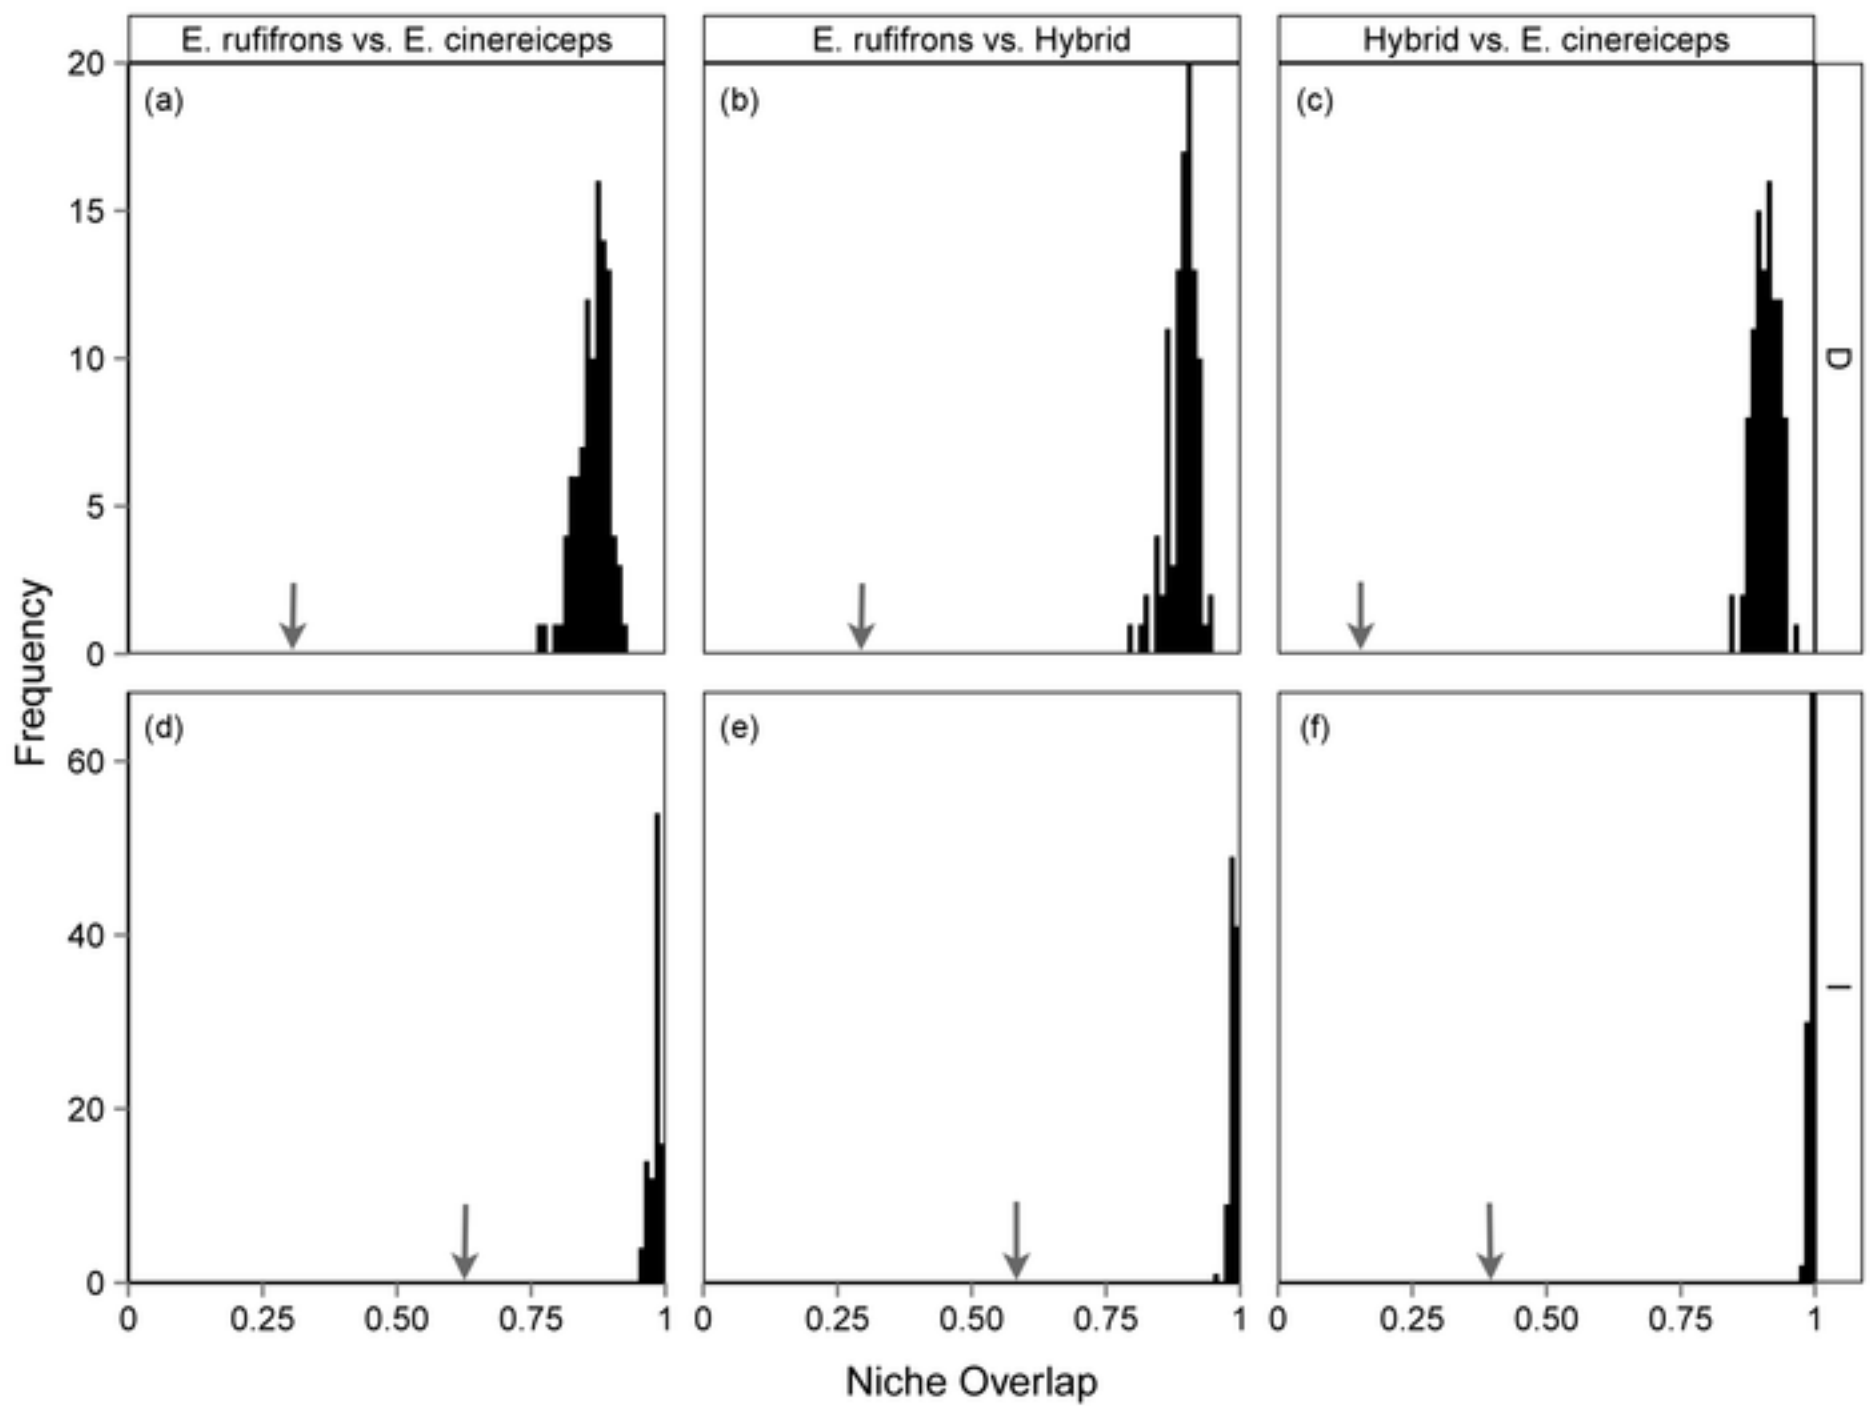 E. rufifrons vs. E. cinereiceps
E. rufifrons vs. Hybrid
Hybrid vs. E. cinereiceps
(a)
(b)
(c)
20
15
10
5
0
D
Frequency
(d)
(e)
(f)
60
40
20
0
I
0 0.25 0.50 0.75 1
0 0.25 0.50 0.75 1
0 0.25 0.50 0.75 1
Niche Overlap